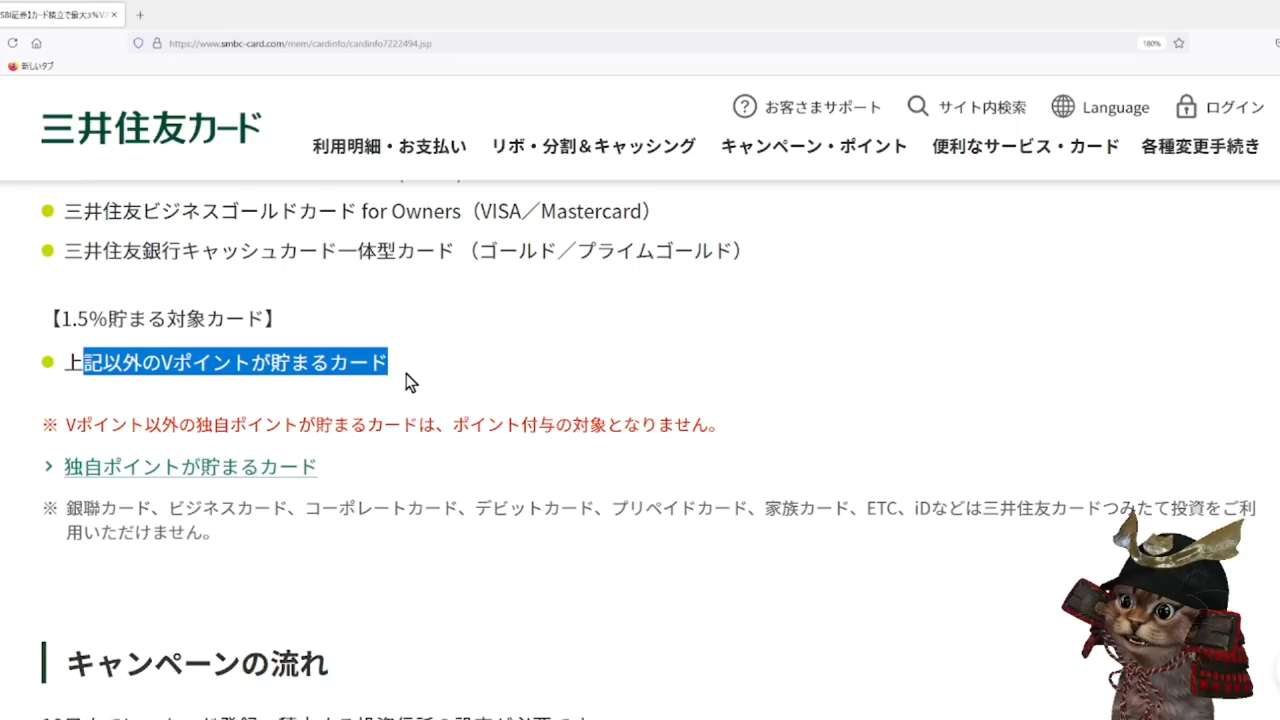 SBI証券】カード積立で最大3%V
https://www.smbc-card.com/mem/cardinfo/cardinfo7222494.jsp
180%
新しいタブ
三井住友カード
お客さまサポート
サイト内検索
Language
ログイン
利用明細・お支払い
リボ・分割&キャッシング
キャンペーン・ポイント
便利なサービス・カード
各種変更手続き
三井住友ビジネスゴールドカード for Owners（VISA／Mastercard）
三井住友銀行キャッシュカード一体型カード （ゴールド／プライムゴールド）
【1.5％貯まる対象カード】
上記以外のVポイントが貯まるカード
※ Vポイント以外の独自ポイントが貯まるカードは、ポイント付与の対象となりません。
独自ポイントが貯まるカード
※ 銀聯カード、ビジネスカード、コーポレートカード、デビットカード、プリペイドカード、家族カード、ETC、iDなどは三井住友カードつみたて投資をご利
用いただけません。
キャンペーンの流れ